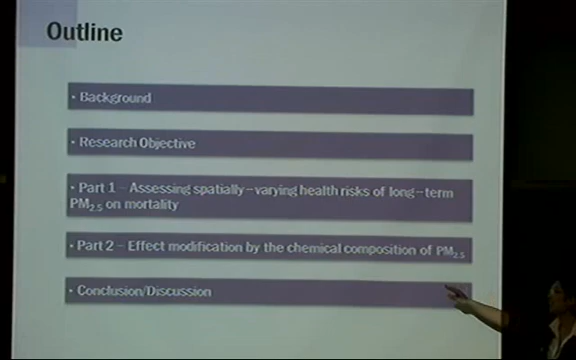 Outline
· Background
· Research Objective
· Part 1 – Assessing spatially–varying health risks of long–term
PM2.5 on mortality
· Part 2 – Effect modification by the chemical composition of PM2.5
· Conclusion/Discussion